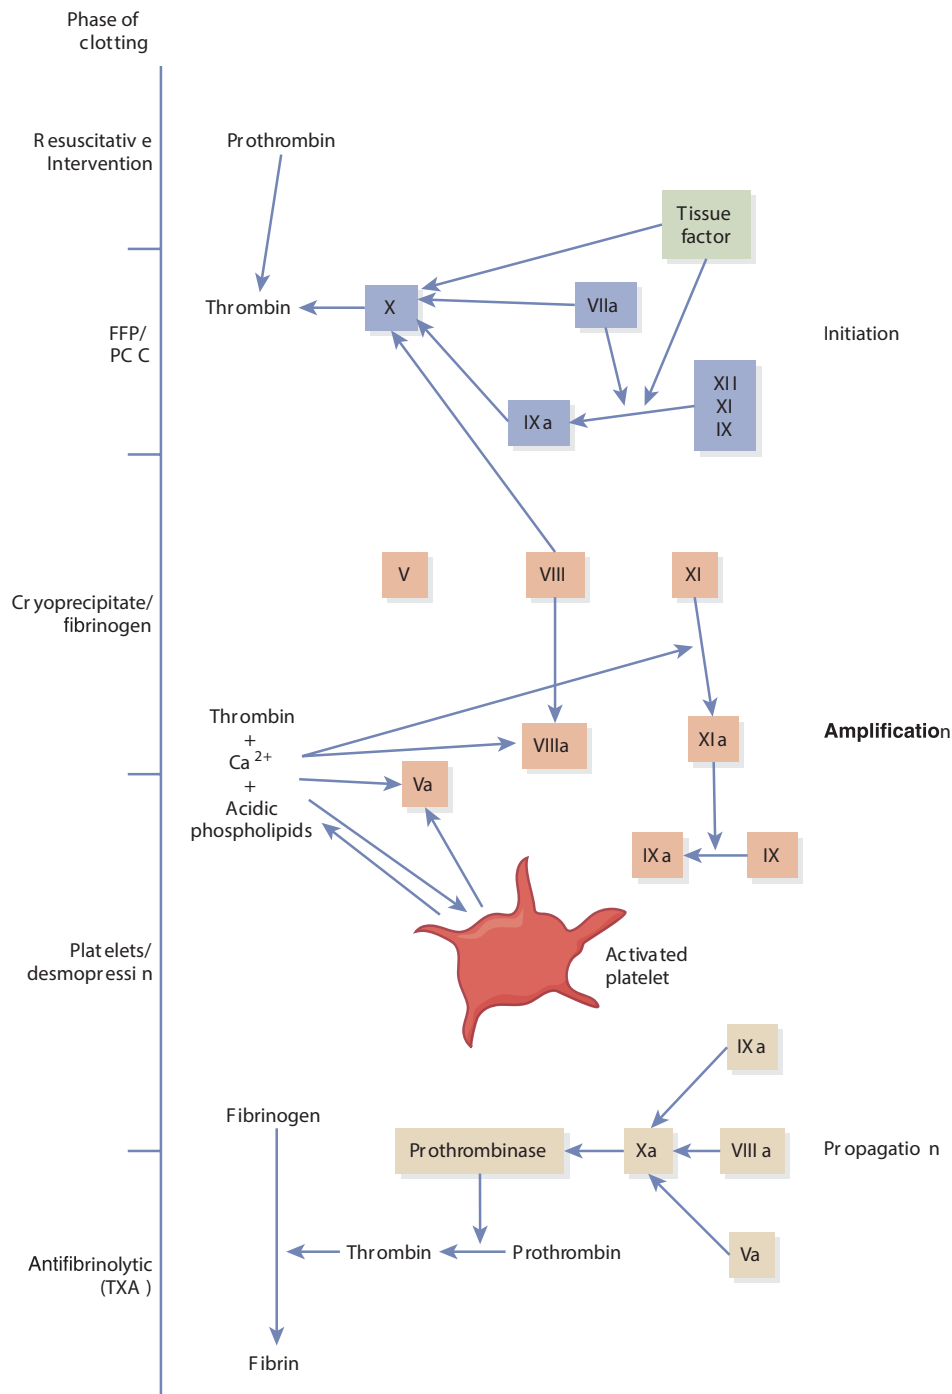 Phase of
clotting
Resuscitative
Intervention
Prothrombin
Tissue
factor
Thrombin
X
VIIa
FFP/
PCC
Initiation
XII
XI
IX
IXa
V
VIII
XI
Cryoprecipitate/
fibrinogen
Thrombin
+
Ca 2+
+
Acidic
phospholipids
VIIIa
XIa
Amplification
Va
IXa
IX
Platelets/
desmopressin
Activated
platelet
IXa
Fibrinogen
Prothrombinase
Xa
VIIIa
Propagation
Thrombin
Prothrombin
Va
Antifibrinolytic
(TXA)
Fibrin